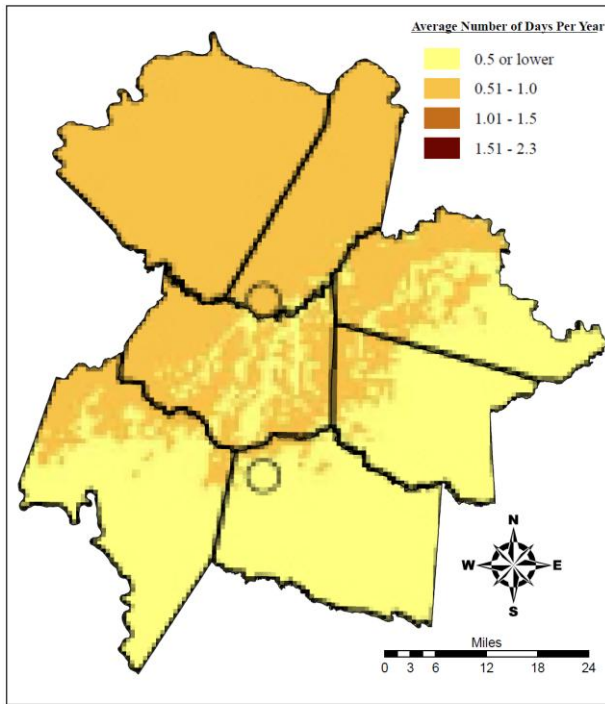 Average Number of Days Per Year
0.5 or lower
0.51 - 1.0
1.01 - 1.5
1.51 - 2.3
N
W E
S
Miles
0 3 6 12 18 24